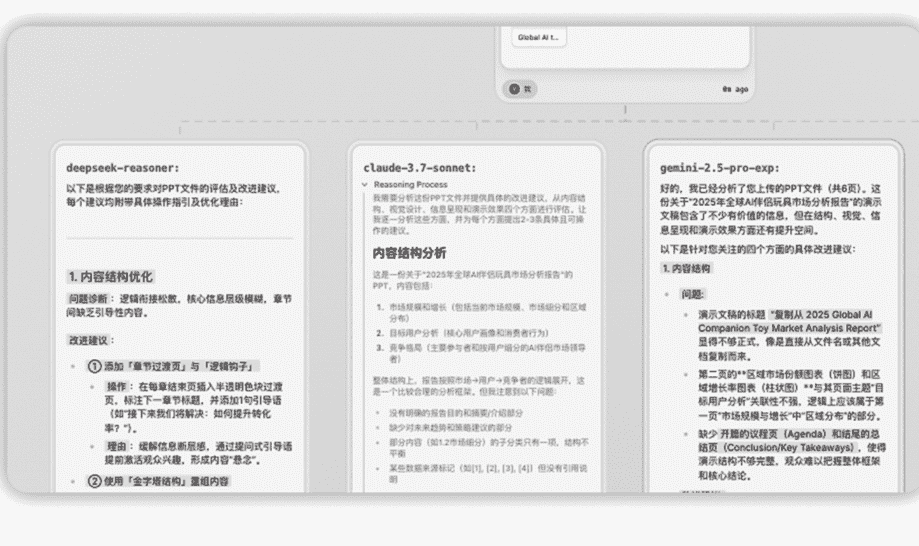 Global AI t...
我
0s ago
deepseek-reasoner:
以下是根据您的要求对PPT文件的评估及改进建议，
每个建议均附带具体操作指引及优化理由：
1. 内容结构优化
问题诊断：逻辑衔接松散，核心信息层级模糊，章节
间缺乏引导性内容。
改进建议：
① 添加「章节过渡页」与「逻辑钩子」
操作：在每章结束页插入半透明色块过渡
页，标注下一章节标题，并添加1句引导语
（如“接下来我们将解决：如何提升转化
率？”）。
理由：缓解信息断层感，通过提问式引导语
提前激活观众兴趣，形成内容“悬念”。
② 使用「金字塔结构」重组内容
claude-3.7-sonnet:
Reasoning Process
我需要分析这份PPT文件并提供具体的改进建议，从内容结
构、视觉设计、信息呈现和演示效果四个方面进行评估。让
我逐一分析这些方面，并为每个方面提出2-3条具体且可操
作的建议。
内容结构分析
这是一份关于"2025年全球AI伴侣玩具市场分析报告"的
PPT，内容包括：
1. 市场规模和增长（包括当前市场规模、市场细分和区域
分布）
2. 目标用户分析（核心用户画像和消费者行为）
3. 竞争格局（主要参与者和按用户细分的AI伴侣市场领导
者）
整体结构上，报告按照市场→用户→竞争者的逻辑展开，这
是一个比较合理的分析框架。但我注意到以下问题：
没有明确的报告目的和摘要/介绍部分
缺少对未来趋势和策略建议的部分
部分内容（如1.2市场细分）的子分类只有一项，结构不
平衡
某些数据来源标记（如[1], [2], [3], [4]）但没有引用说
明
gemini-2.5-pro-exp:
好的，我已经分析了您上传的PPT文件（共6页）。这
份关于"2025年全球AI伴侣玩具市场分析报告"的演示
文稿包含了不少有价值的信息，但在结构、视觉、信
息呈现和演示效果方面还有提升空间。
以下是针对您关注的四个方面的具体改进建议：
1. 内容结构
问题:
演示文稿的标题 "复制从 2025 Global AI
Companion Toy Market Analysis Report"
显得不够正式，像是直接从文件名或其他文
档复制而来。
第二页的**区域市场份额图表（饼图）和区
域增长率图表（柱状图）**与其页面主题"目
标用户分析"关联性不强，逻辑上应该属于第
一页"市场规模与增长"中"区域分布"的部分。
缺少 开篇的议程页（Agenda）和结尾的总
结页（Conclusion/Key Takeaways），使得
演示结构不够完整，观众难以把握整体框架
和核心结论。